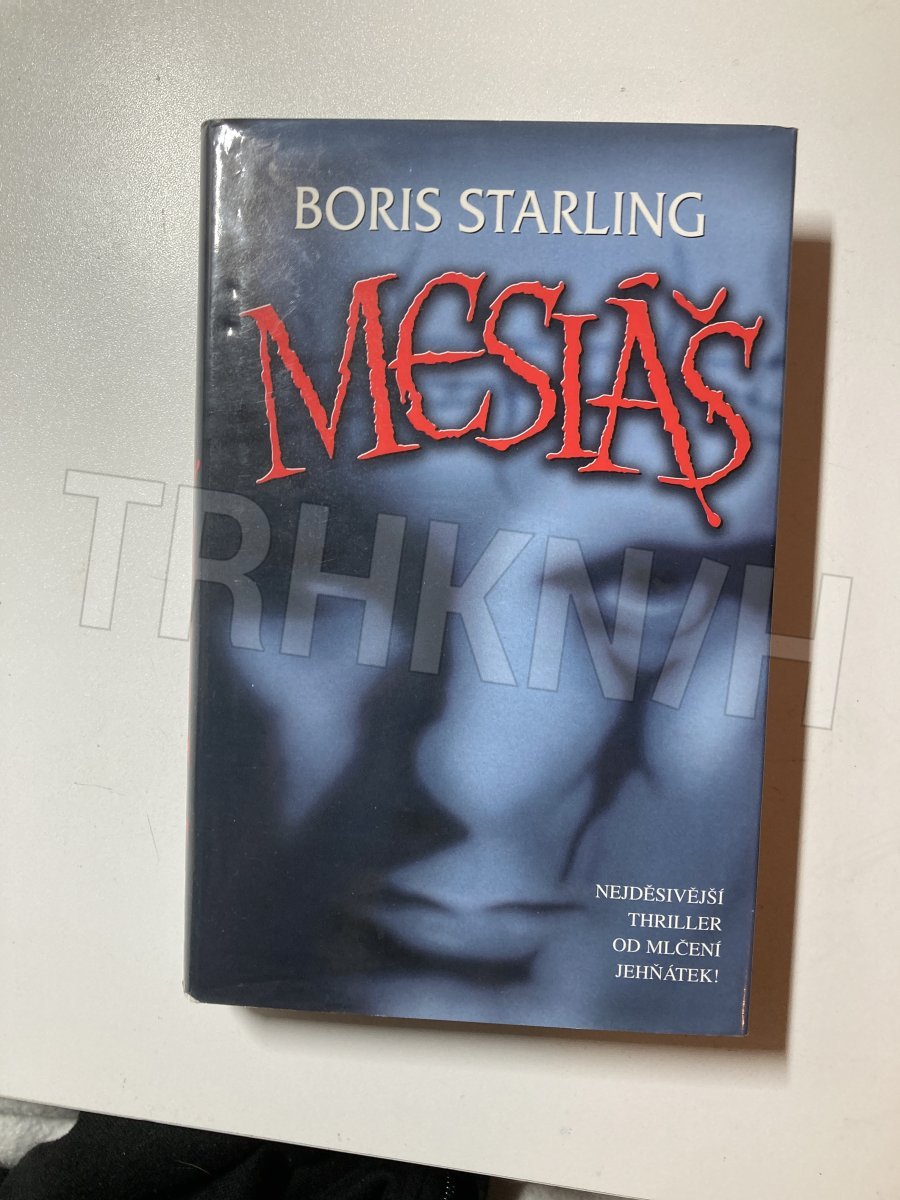 BORIS STARLING
MESIÁŠ
TRHKNIH
NEJDĚSIVĚJŠÍ
THRILLER
OD MLČENÍ
JEHŇÁTEK!